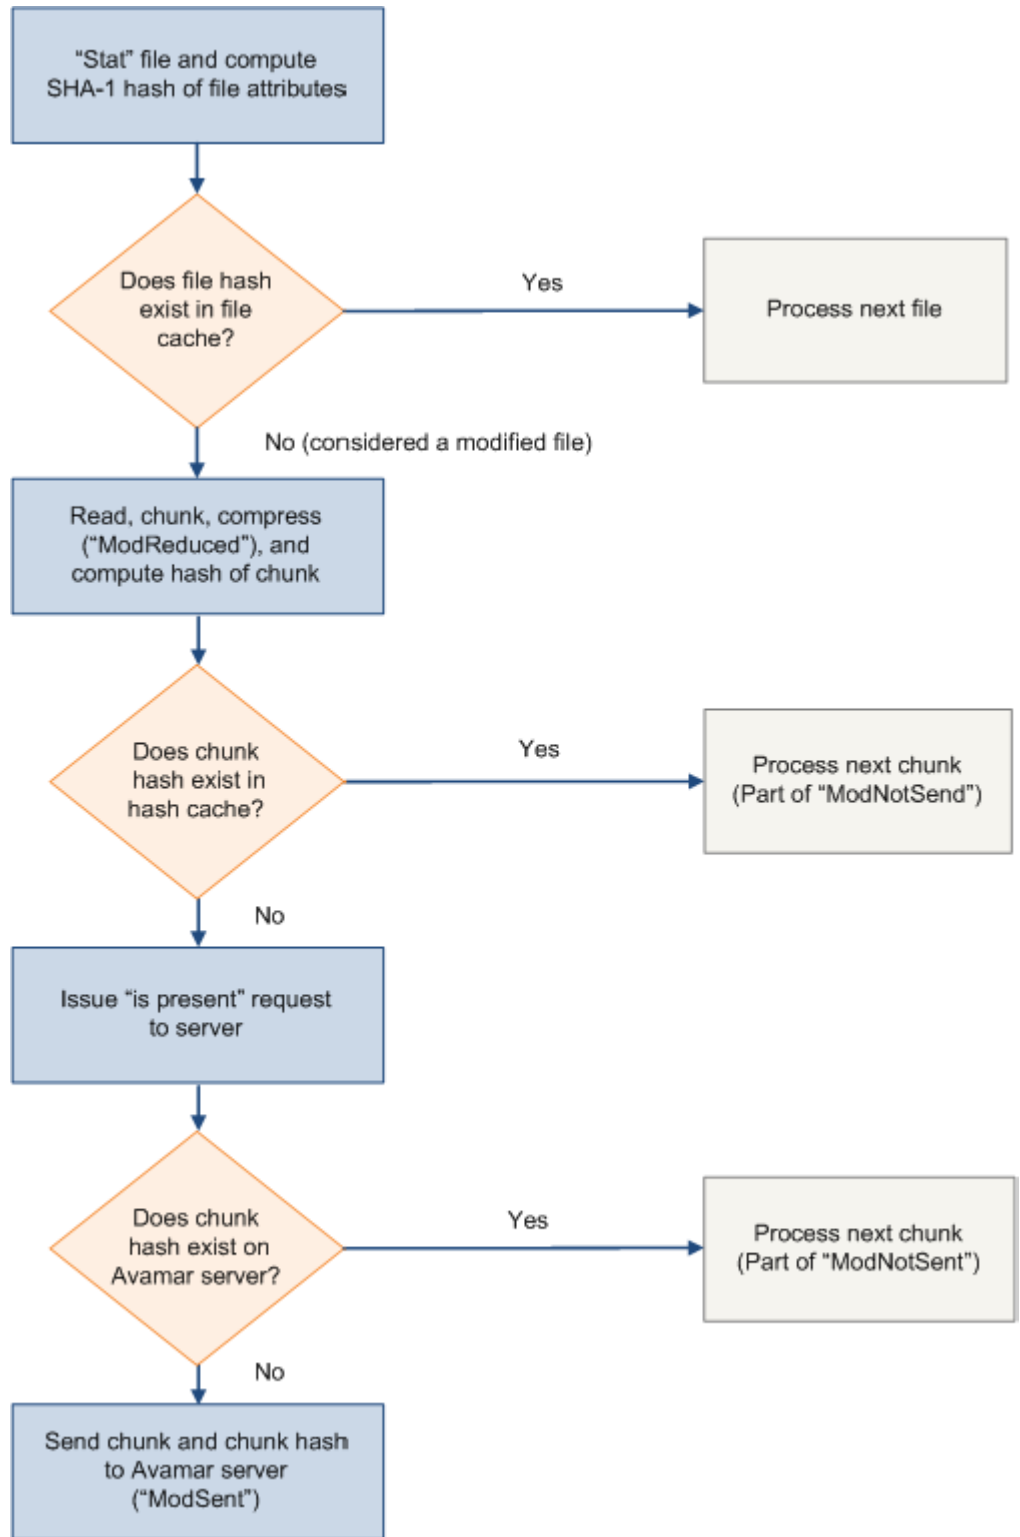 “Stat” file and compute
SHA-1 hash of file attributes
Does file hash
exist in file
cache?
Yes
Process next file
No (considered a modified file)
Read, chunk, compress
(“ModReduced”), and
compute hash of chunk
Does chunk
hash exist in
hash cache?
Yes
Process next chunk
(Part of “ModNotSend”)
No
Issue “is present” request
to server
Does chunk
hash exist on
Avamar server?
Yes
Process next chunk
(Part of “ModNotSent”)
No
Send chunk and chunk hash
to Avamar server
(“ModSent”)